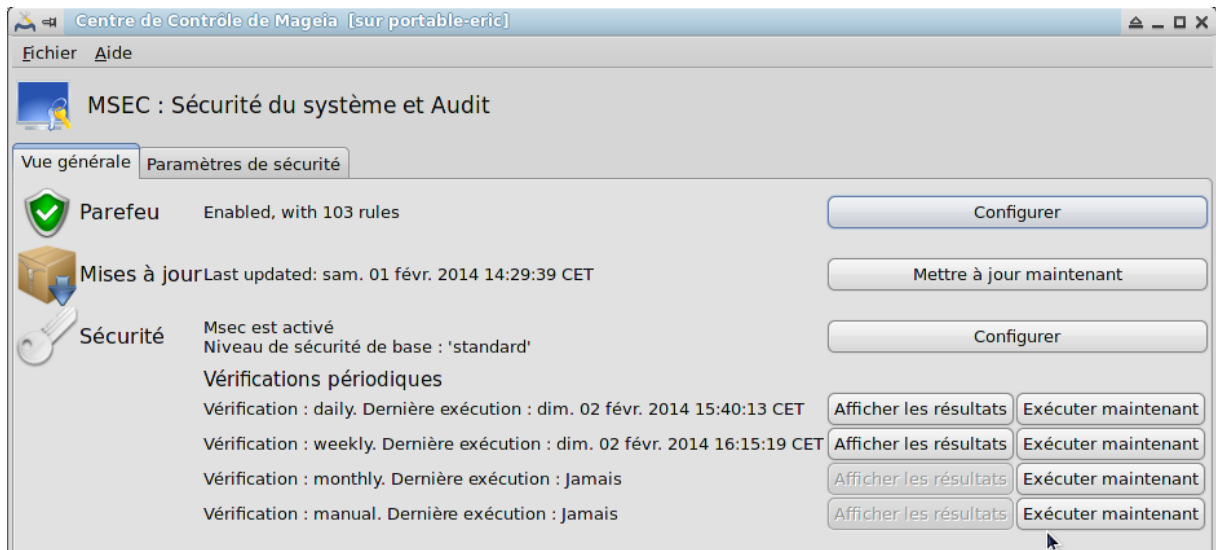 Centre de Contrôle de Mageia [sur portable-eric]
Fichier Aide
MSEC : Sécurité du système et Audit
Vue générale Paramètres de sécurité
Parefeu Enabled, with 103 rules Configurer
Mises à jour Last updated: sam. 01 févr. 2014 14:29:39 CET Mettre à jour maintenant
Sécurité Msec est activé Configurer
Niveau de sécurité de base : 'standard'
Vérifications périodiques
Vérification : daily. Dernière exécution : dim. 02 févr. 2014 15:40:13 CET Afficher les résultats Exécuter maintenant
Vérification : weekly. Dernière exécution : dim. 02 févr. 2014 16:15:19 CET Afficher les résultats Exécuter maintenant
Vérification : monthly. Dernière exécution : Jamais Afficher les résultats Exécuter maintenant
Vérification : manual. Dernière exécution : Jamais Afficher les résultats Exécuter maintenant